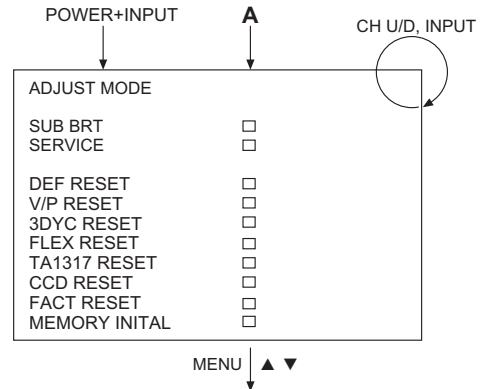 POWER+INPUT
A
CH U/D, INPUT
ADJUST MODE
SUB BRT □
SERVICE □
DEF RESET □
V/P RESET □
3DYC RESET □
FLEX RESET □
TA1317 RESET □
CCD RESET □
FACT RESET □
MEMORY INITAL □
MENU ▲ ▼